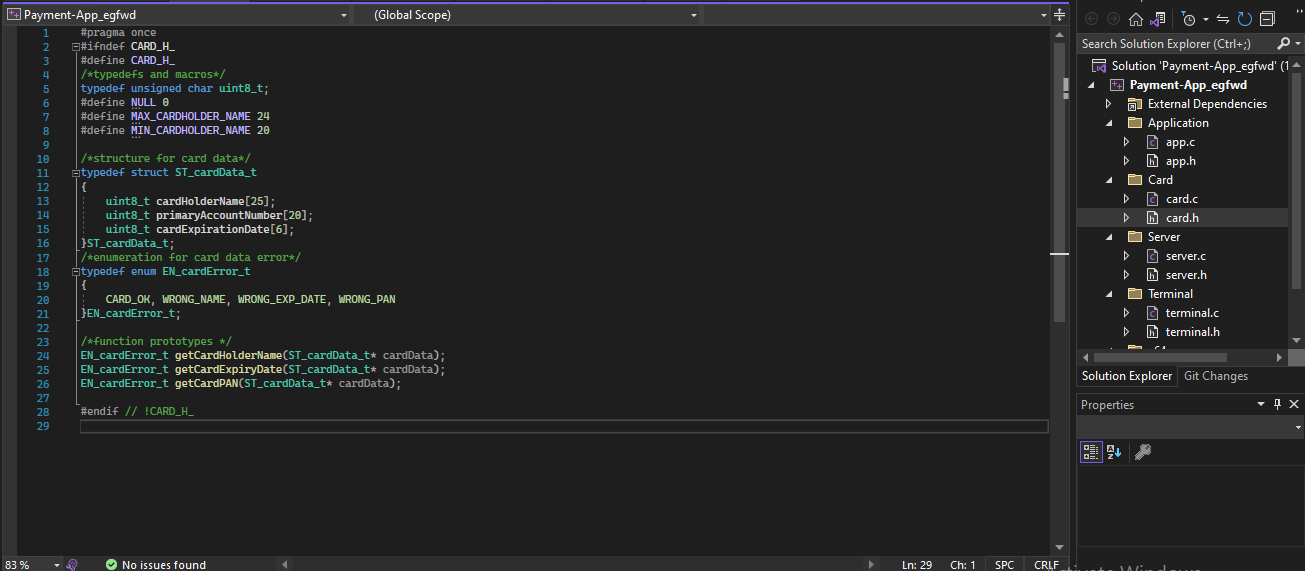 Payment-App_egfwd
(Global Scope)
1 #pragma once
2 #ifndef CARD_H_
3 #define CARD_H_
4 /*typedefs and macros*/
5 typedef unsigned char uint8_t;
6 #define NULL 0
7 #define MAX_CARDHOLDER_NAME 24
8 #define MIN_CARDHOLDER_NAME 20
9
10 /*structure for card data*/
11 typedef struct ST_cardData_t
12 {
13 uint8_t cardHolderName[25];
14 uint8_t primaryAccountNumber[20];
15 uint8_t cardExpirationDate[6];
16 }ST_cardData_t;
17 /*enumeration for card data error*/
18 typedef enum EN_cardError_t
19 {
20 CARD_OK, WRONG_NAME, WRONG_EXP_DATE, WRONG_PAN
21 }EN_cardError_t;
22
23 /*function prototypes */
24 EN_cardError_t getCardHolderName(ST_cardData_t* cardData);
25 EN_cardError_t getCardExpiryDate(ST_cardData_t* cardData);
26 EN_cardError_t getCardPAN(ST_cardData_t* cardData);
27
28 #endif // !CARD_H_
29
83 %
No issues found
Ln: 29 Ch: 1 SPC CRLF
Search Solution Explorer (Ctrl+;)
Solution 'Payment-App_egfwd' (1
Payment-App_egfwd
External Dependencies
Application
app.c
app.h
Card
card.c
card.h
Server
server.c
server.h
Terminal
terminal.c
terminal.h
Solution Explorer Git Changes
Properties